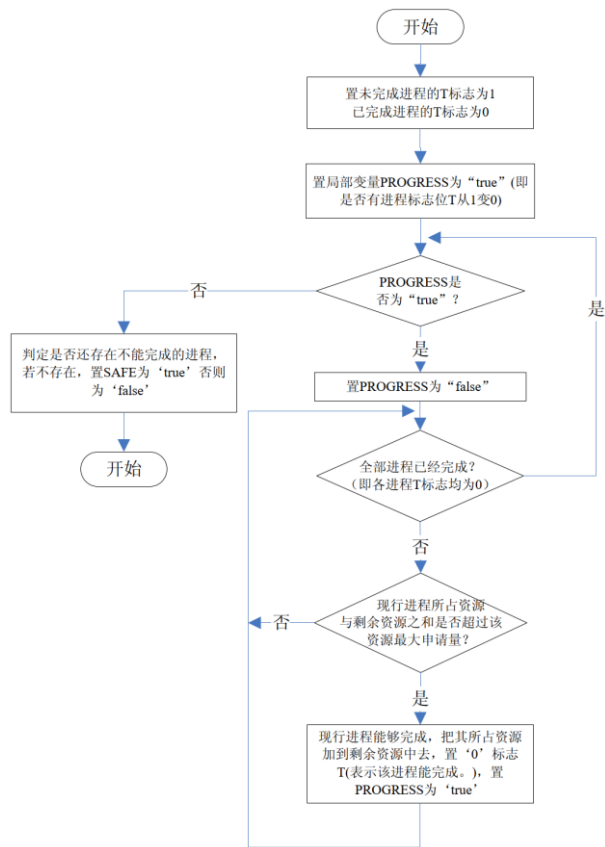 开始
置未完成进程的T标志为1
已完成进程的T标志为0
置局部变量PROGRESS为“true”(即
是否有进程标志位T从1变0)
PROGRESS是
否为“true”？
否
是
是
判定是否还存在不能完成的进程，
若不存在，置SAFE为‘true’否则
为‘false’
开始
置PROGRESS为“false”
全部进程已经完成？
（即各进程T标志均为0）
否
现行进程所占资源
与剩余资源之和是否超过该
资源最大申请量？
否
是
现行进程能够完成，把其所占资源
加到剩余资源中去，置‘0’标志
T(表示该进程能完成。)，置
PROGRESS为‘true’